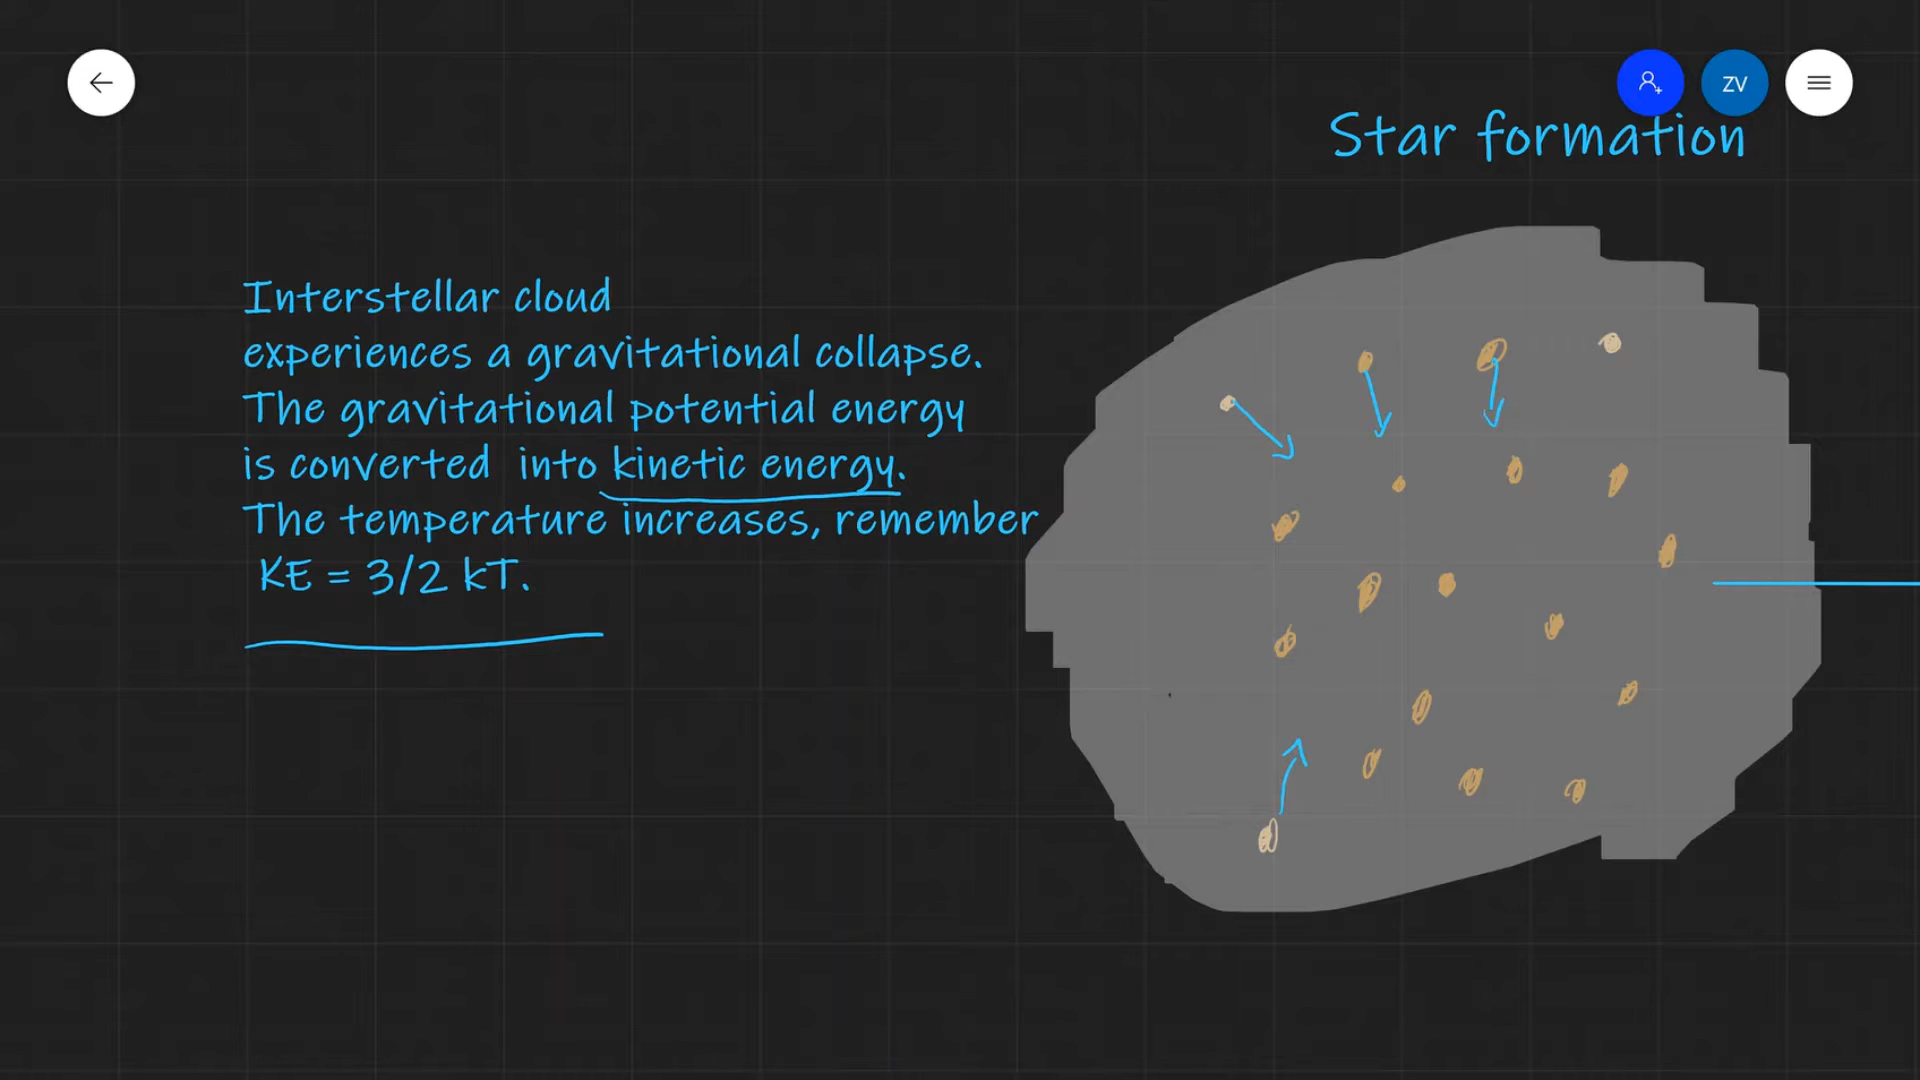 ZV
Star formation
Interstellar cloud
experiences a gravitational collapse.
The gravitational potential energy
is converted into kinetic energy.
The temperature increases, remember
KE = 3/2 kT.